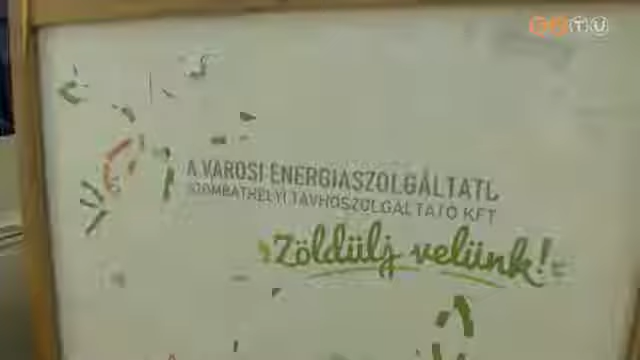 A VÁROSI ENERGIASZOLGÁLTATÓ
SZOMBATHELYI TÁVHŐSZOLGÁLTATÓ KFT
Zöldülj velünk!